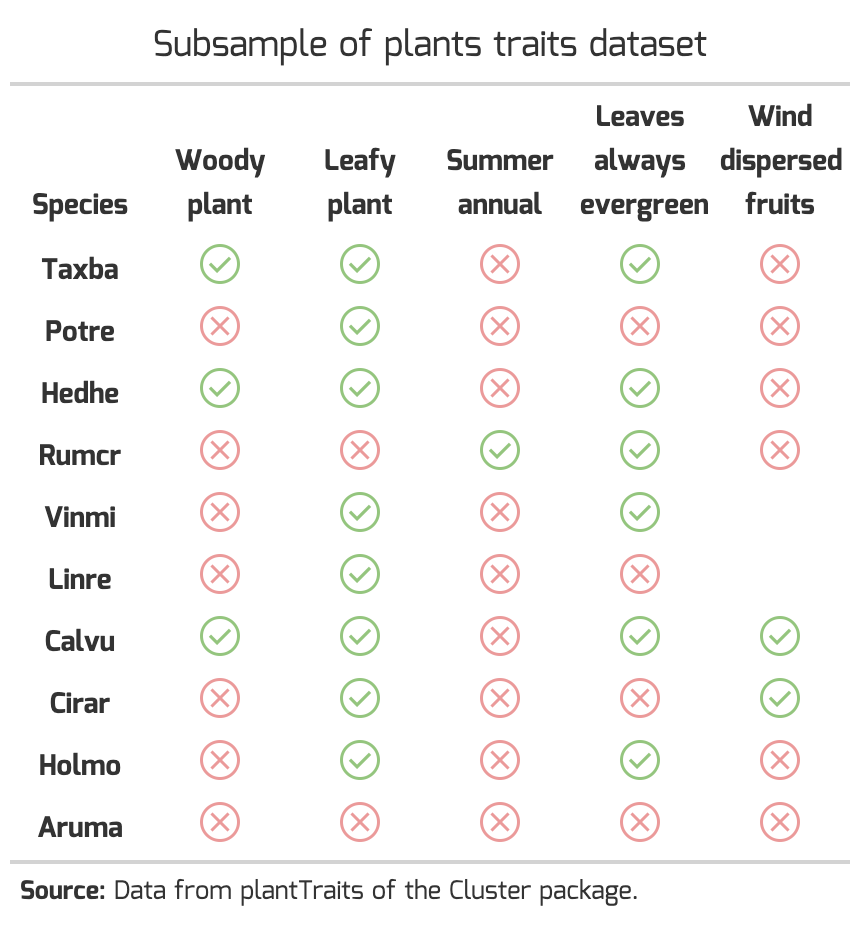 Subsample of plants traits dataset
Species Woody plant Leafy plant Summer annual Leaves always evergreen Wind dispersed fruits
Taxba
Potre
Hedhe
Rumcr
Vinmi
Linre
Calvu
Cirar
Holmo
Aruma
Source: Data from plantTraits of the Cluster package.